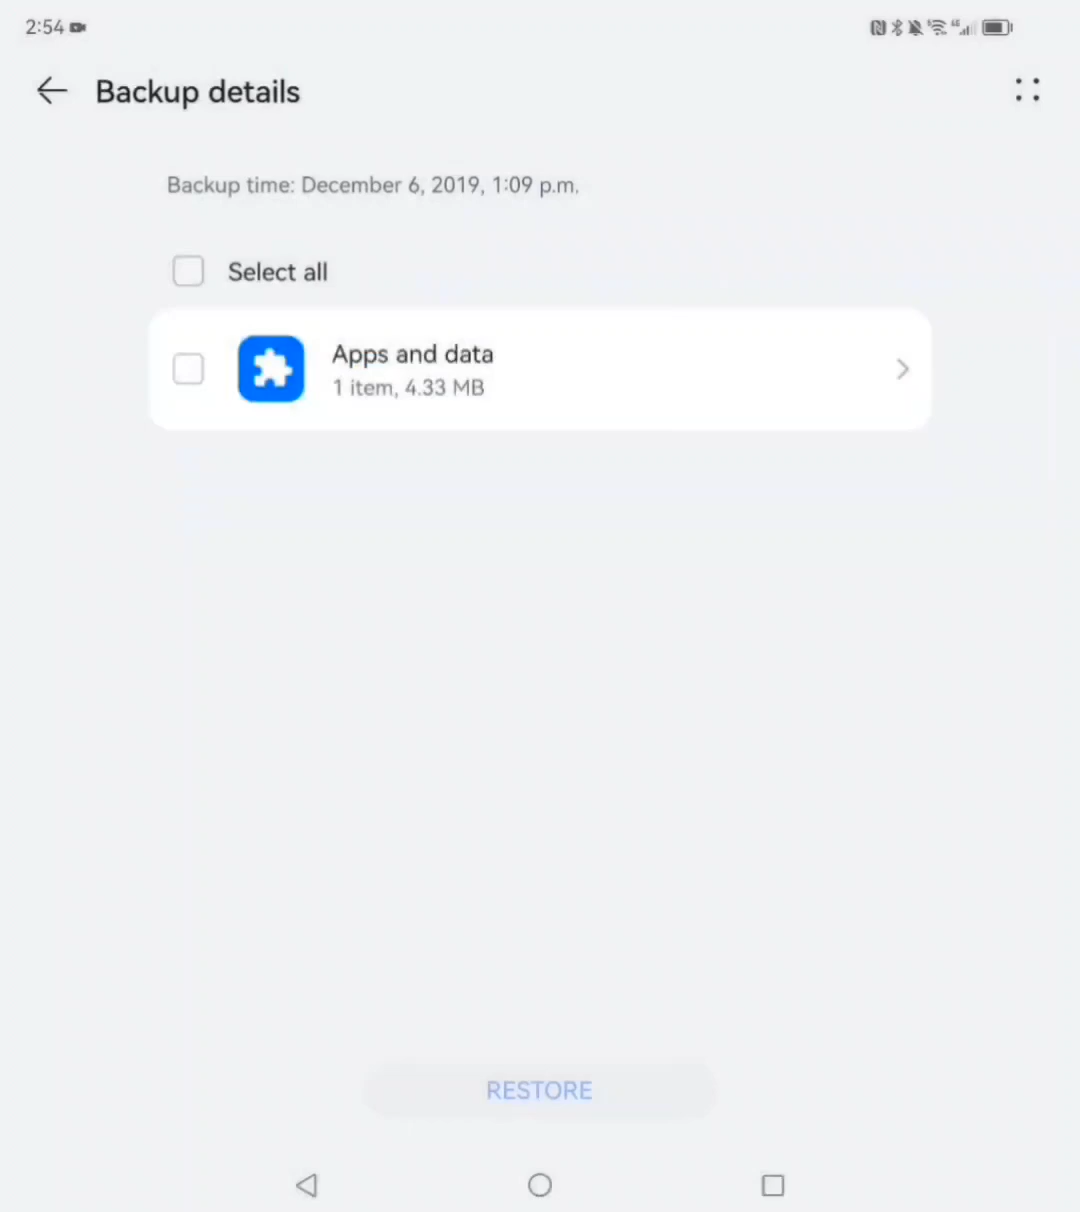 2:54
Backup details
Backup time: December 6, 2019, 1:09 p.m.
Select all
Apps and data
1 item, 4.33 MB
RESTORE